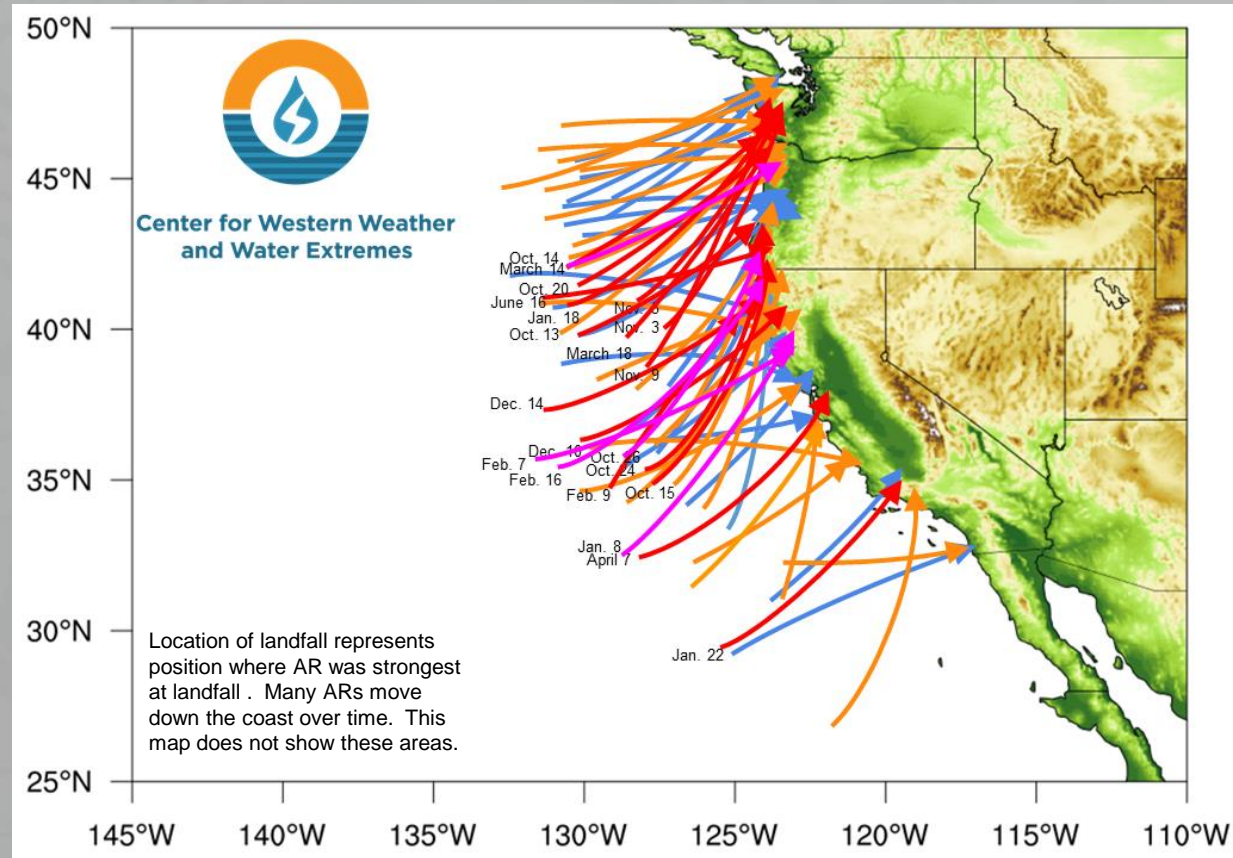 50°N
45°N
40°N
35°N
30°N
25°N
145°W 140°W 135°W 130°W 125°W 120°W 115°W 110°W
Center for Western Weather
and Water Extremes
Oct. 14
March 14
Oct. 20
June 16
Jan. 18
Oct. 13
Nov.
Nov. 3
March 18
Nov. 9
Dec. 14
Dec.
Feb. 7
Feb. 16
Oct. 26
Oct. 24
Feb. 9
Oct. 15
Jan. 8
April 7
Jan. 22
Location of landfall represents
position where AR was strongest
at landfall . Many ARs move
down the coast over time. This
map does not show these areas.